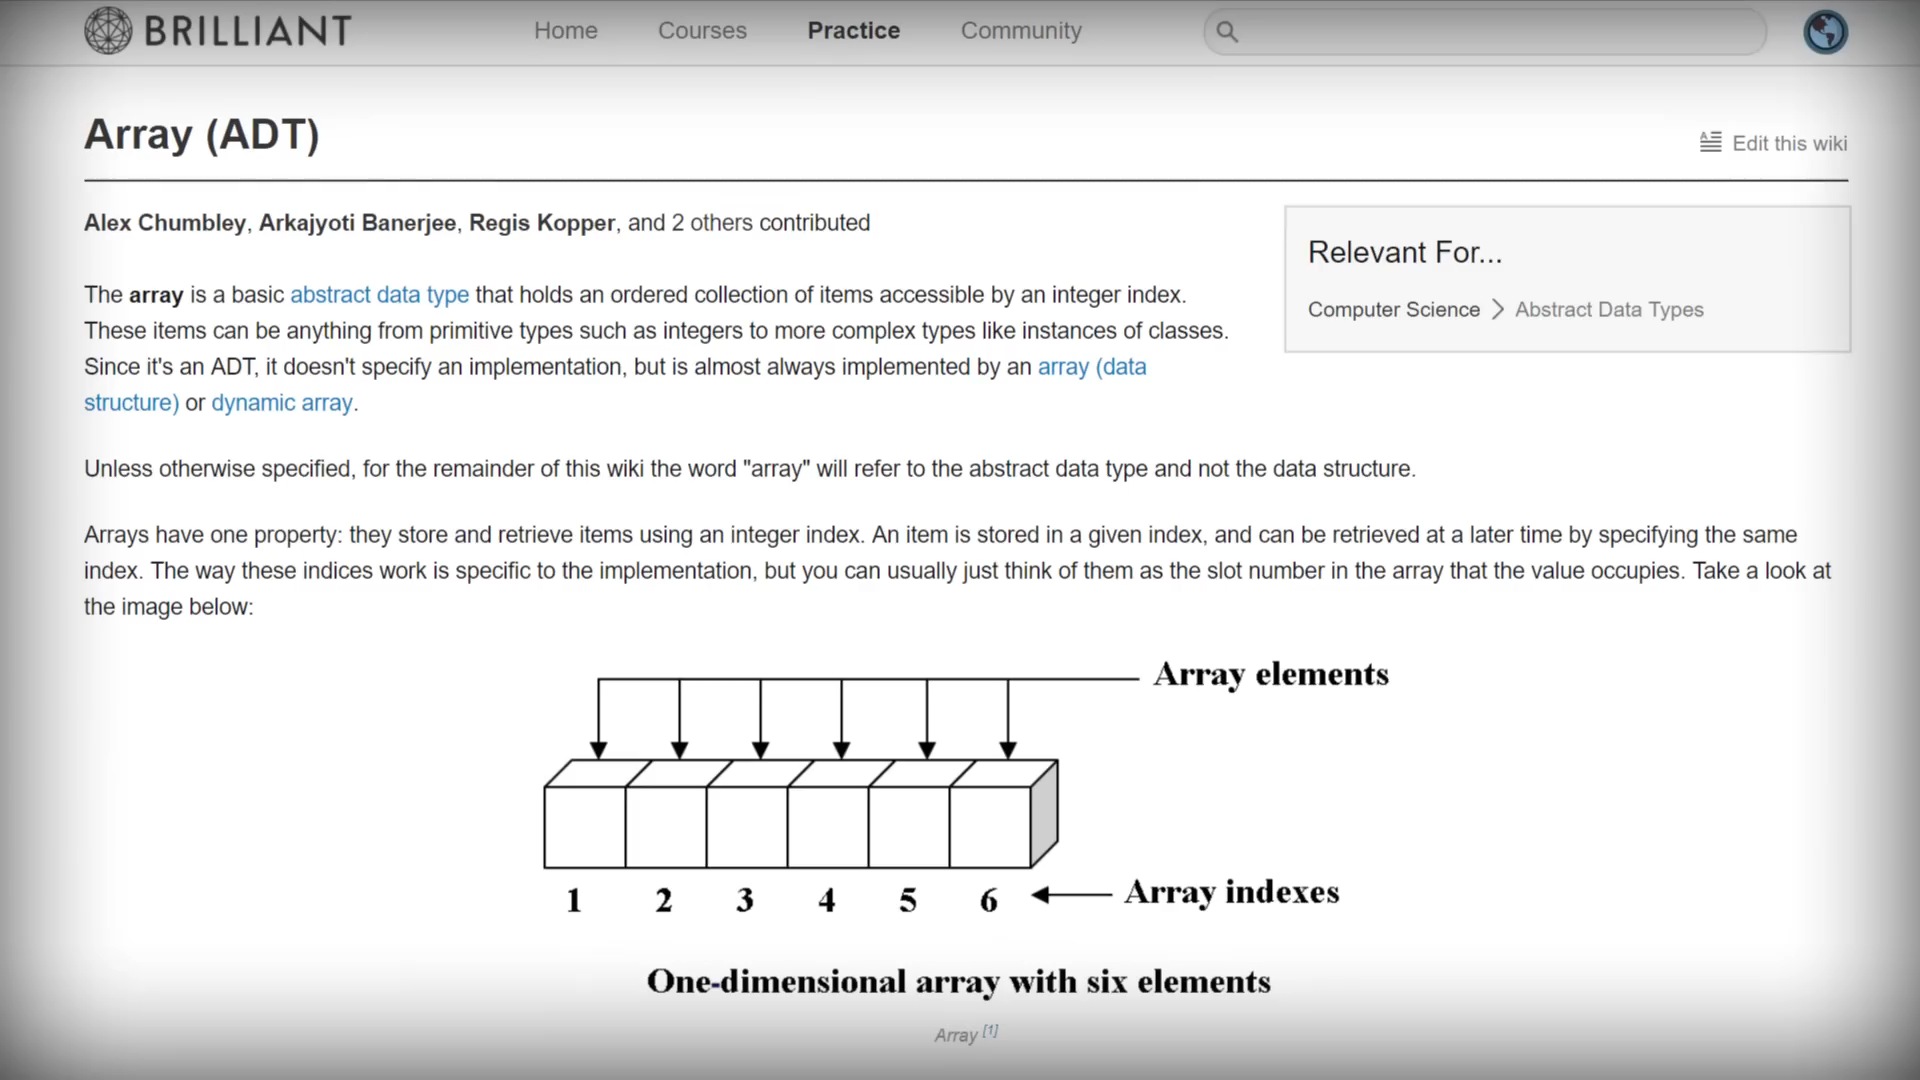 BRILLIANT
Home Courses Practice Community
Array (ADT)
Edit this wiki
Alex Chumbley, Arkajyoti Banerjee, Regis Kopper, and 2 others contributed
Relevant For...
Computer Science > Abstract Data Types
The array is a basic abstract data type that holds an ordered collection of items accessible by an integer index.
These items can be anything from primitive types such as integers to more complex types like instances of classes.
Since it's an ADT, it doesn't specify an implementation, but is almost always implemented by an array (data
structure) or dynamic array.
Unless otherwise specified, for the remainder of this wiki the word "array" will refer to the abstract data type and not the data structure.
Arrays have one property: they store and retrieve items using an integer index. An item is stored in a given index, and can be retrieved at a later time by specifying the same
index. The way these indices work is specific to the implementation, but you can usually just think of them as the slot number in the array that the value occupies. Take a look at
the image below:
Array elements
1 2 3 4 5 6 Array indexes
One-dimensional array with six elements
Array [1]